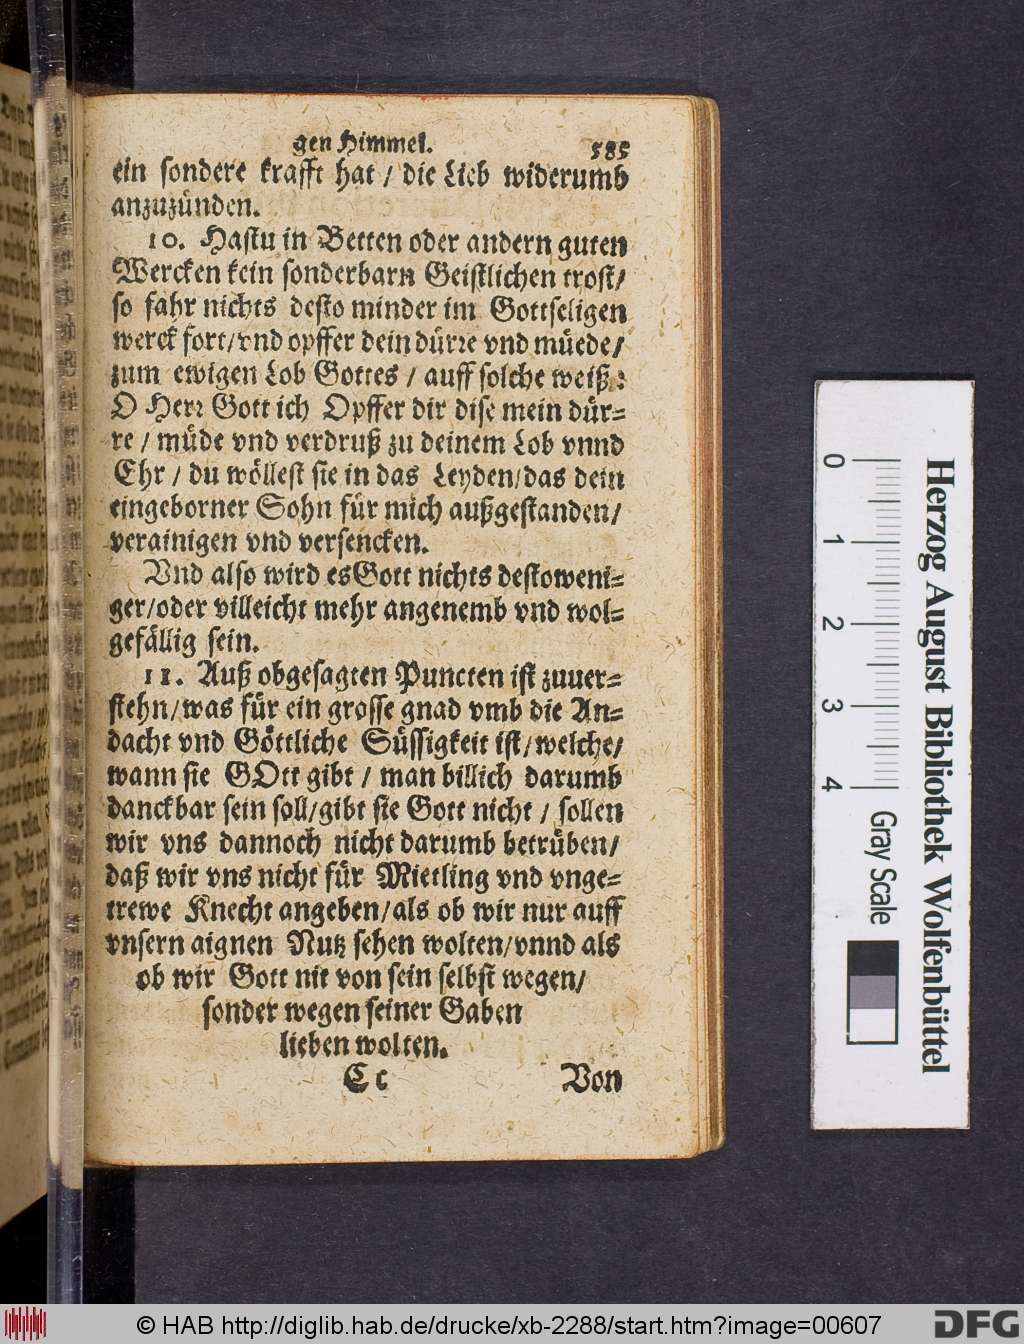 gen Himmel. 585
ein sondere krafft hat / die Lieb widerumb
anzuzünden.
10. Hastu in Betten oder andern guten
Wercken kein sonderbarn Geistlichen trost/
so fahr nichts desto minder im Gottseligen
werck fort/vnd opffer dein dürre vnd müede/
zum ewigen Lob Gottes / auff solche weiß:
O Herr Gott ich Opffer dir dise mein dür=
re / müde vnd verdruß zu deinem Lob vnnd
Ehr / du wöllest sie in das Leyden/das dein
eingeborner Sohn für mich außgestanden/
verainigen vnd versencken.
Vnd also wird es Gott nichts destoweni=
ger/oder villeicht mehr angenemb vnd wol=
gefällig sein.
11. Auß obgesagten Puncten ist zuuer=
stehn/was für ein grosse gnad vmb die An=
dacht vnd Göttliche Süssigkeit ist/welche/
wann sie GOtt gibt / man billich darumb
danckbar sein soll/gibt sie Gott nicht / sollen
wir vns dannoch nicht darumb betrüben/
daß wir vns nicht für Mietling vnd vnge=
trewe Knecht angeben/als ob wir nur auff
vnsern aignen Nutz sehen wolten/vnnd als
ob wir Gott nit von sein selbst wegen/
sonder wegen seiner Gaben
lieben wolten.
Cc Von
0 1 2 3 4
Gray Scale
Herzog August Bibliothek Wolfenbüttel
© HAB http://diglib.hab.de/drucke/xb-2288/start.htm?image=00607
DFG